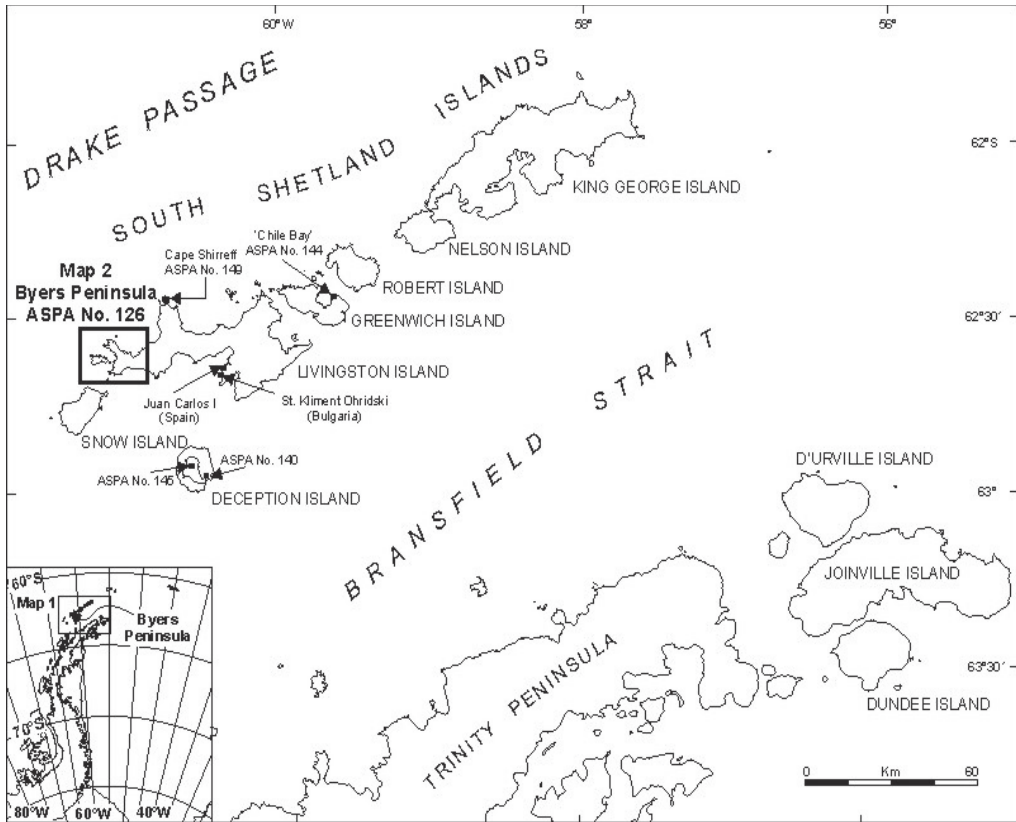 60°W
58°
56°
DRAKE PASSAGE
SOUTH SHETLAND ISLANDS
62°S
KING GEORGE ISLAND
NELSON ISLAND
'Chile Bay'
ASPA No. 144
Cape Shirreff
ASPA No. 149
ROBERT ISLAND
Map 2
Byers Peninsula
ASPA No. 126
GREENWICH ISLAND
62°30'
LIVINGSTON ISLAND
Juan Carlos I
(Spain)
St. Kliment Ohridski
(Bulgaria)
SNOW ISLAND
ASPA No. 140
ASPA No. 145
DECEPTION ISLAND
BRANSFIELD STRAIT
D'URVILLE ISLAND
63°
JOINVILLE ISLAND
63°30'
DUNDEE ISLAND
TRINITY PENINSULA
0 Km 60
60°S
Map 1
Byers
Peninsula
70°S
80°W 60°W 40°W